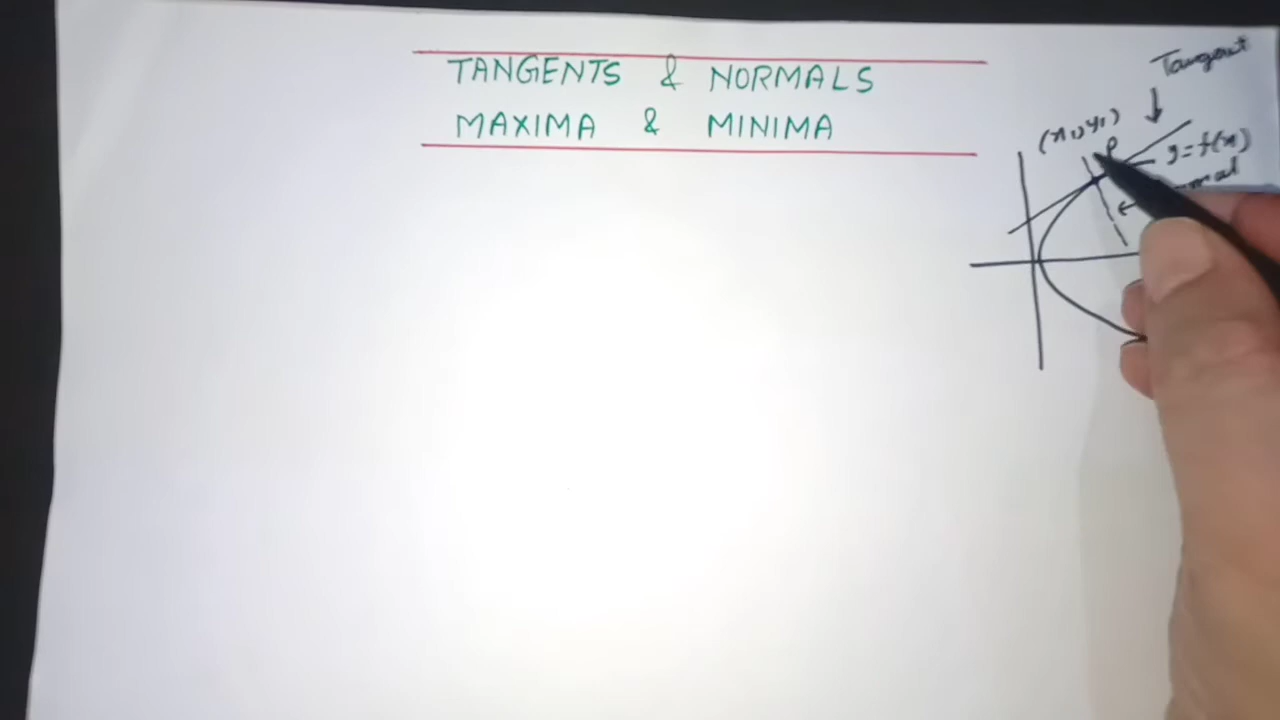 TANGENTS & NORMALS
MAXIMA & MINIMA
Tangent
(x1, y1)
P
y=f(x)